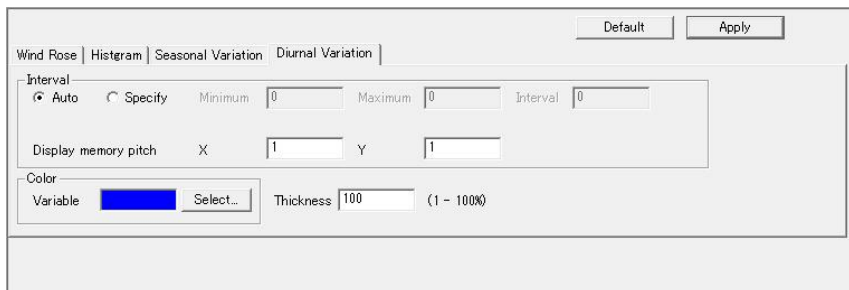 Default Apply
Wind Rose Histgram Seasonal Variation Diurnal Variation
Interval
Auto Specify Minimum 0 Maximum 0 Interval 0
Display memory pitch X 1 Y 1
Color
Variable Select... Thickness 100 (1 - 100%)